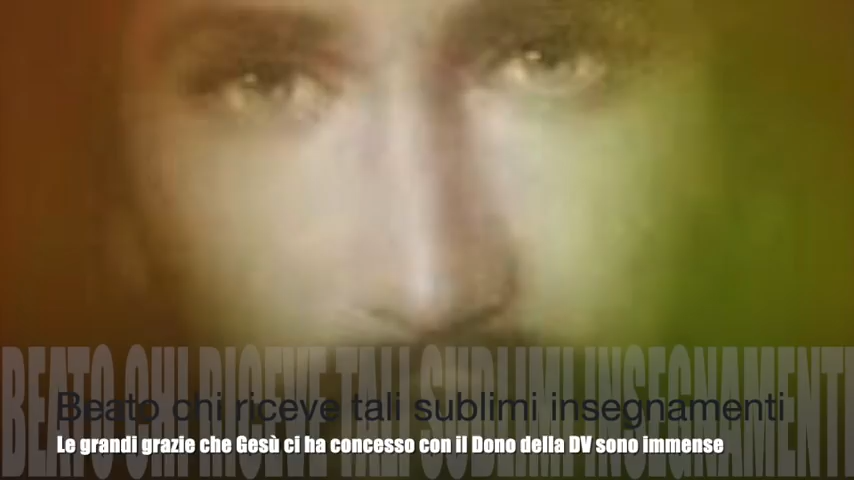 BEATO CHI RICEVE TALI SUBLIMI INSEGNAMENTI
Beato chi riceve tali sublimi insegnamenti
Le grandi grazie che Gesù ci ha concesso con il Dono della DV sono immense